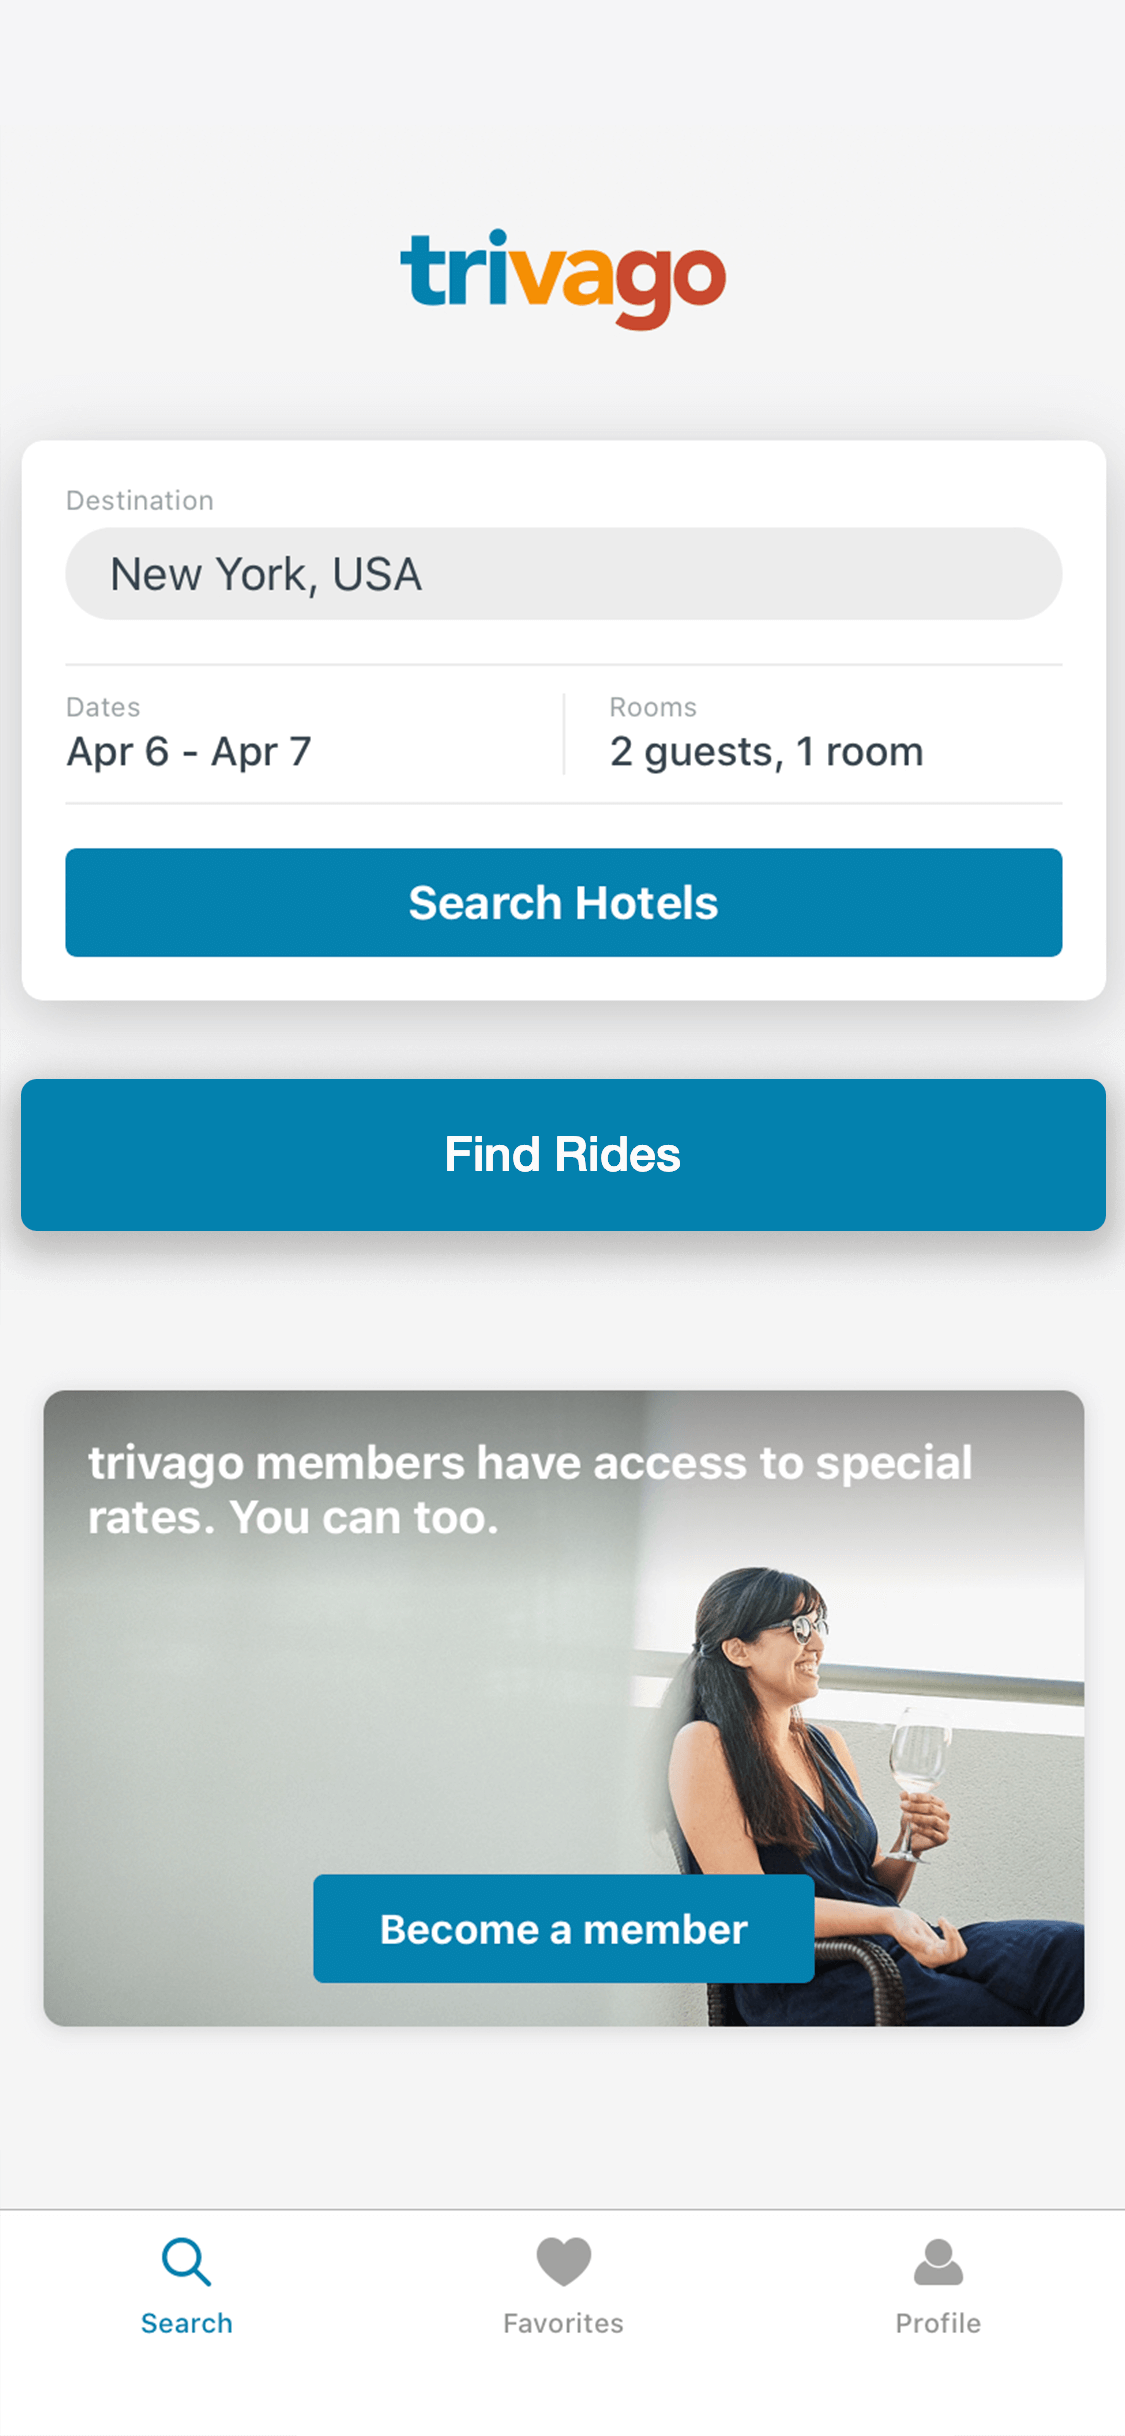 trivago
Destination
New York, USA
Dates
Apr 6 - Apr 7
Rooms
2 guests, 1 room
Search Hotels
Find Rides
trivago members have access to special
rates. You can too.
Become a member
Search
Favorites
Profile